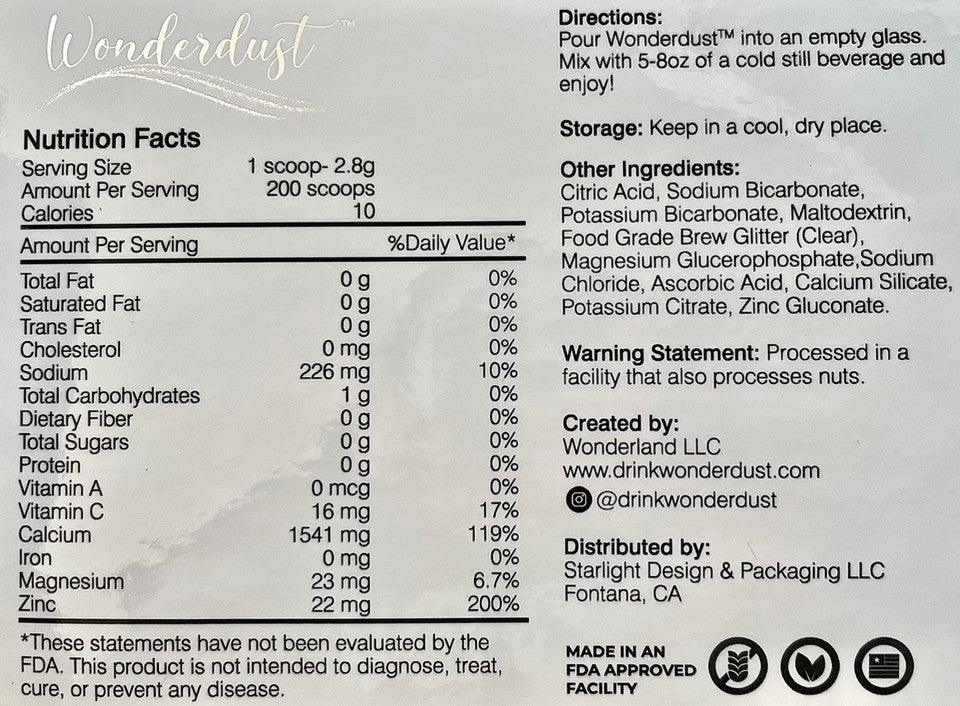 Wonderdust™
Nutrition Facts
Serving Size 1 scoop- 2.8g
Amount Per Serving 200 scoops
Calories 10
Amount Per Serving %Daily Value*
Total Fat 0 g 0%
Saturated Fat 0 g 0%
Trans Fat 0 g 0%
Cholesterol 0 mg 0%
Sodium 226 mg 10%
Total Carbohydrates 1 g 0%
Dietary Fiber 0 g 0%
Total Sugars 0 g 0%
Protein 0 g 0%
Vitamin A 0 mcg 0%
Vitamin C 16 mg 17%
Calcium 1541 mg 119%
Iron 0 mg 0%
Magnesium 23 mg 6.7%
Zinc 22 mg 200%
*These statements have not been evaluated by the
FDA. This product is not intended to diagnose, treat,
cure, or prevent any disease.
Directions:
Pour Wonderdust™ into an empty glass.
Mix with 5-8oz of a cold still beverage and
enjoy!
Storage: Keep in a cool, dry place.
Other Ingredients:
Citric Acid, Sodium Bicarbonate,
Potassium Bicarbonate, Maltodextrin,
Food Grade Brew Glitter (Clear),
Magnesium Glucerophosphate,Sodium
Chloride, Ascorbic Acid, Calcium Silicate,
Potassium Citrate, Zinc Gluconate.
Warning Statement: Processed in a
facility that also processes nuts.
Created by:
Wonderland LLC
www.drinkwonderdust.com
@drinkwonderdust
Distributed by:
Starlight Design & Packaging LLC
Fontana, CA
MADE IN AN
FDA APPROVED
FACILITY